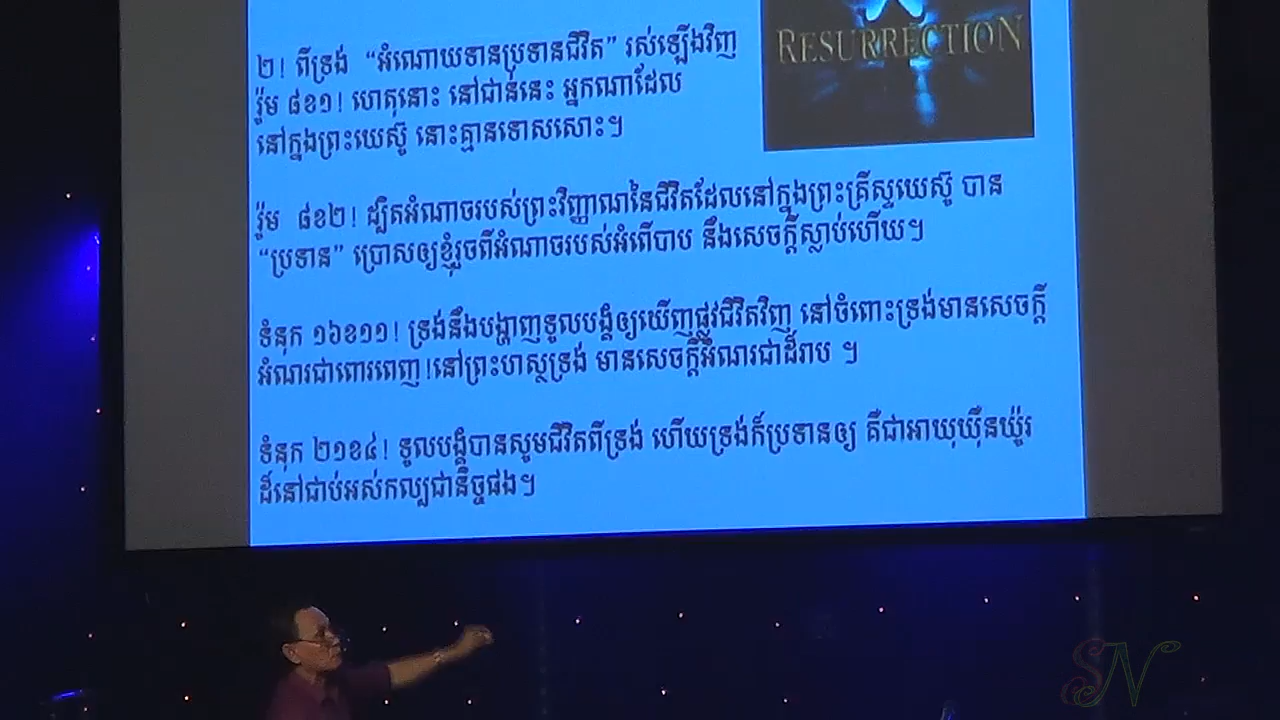 RESURRECTION
២! ពីទ្រង់ “អំណោយទានប្រទានជីវិត” រស់ឡើងវិញ
រ៉ូម ៨ខ១! ហេតុនោះ នៅជាន់នេះ អ្នកណាដែល
នៅក្នុងព្រះយេស៊ូ នោះគ្មានទោសសោះ។
រ៉ូម ៨ខ២! ដ្បិតអំណាចរបស់ព្រះវិញ្ញាណនៃជីវិតដែលនៅក្នុងព្រះគ្រីស្ទយេស៊ូ បាន
“ប្រទាន” ប្រោសឲ្យខ្ញុំរួចពីអំណាចរបស់អំពើបាប នឹងសេចក្ដីស្លាប់ហើយ។
ទំនុក ១៦ខ១១! ទ្រង់នឹងបង្ហាញទូលបង្គំឲ្យឃើញផ្លូវជីវិតវិញ នៅចំពោះទ្រង់មានសេចក្ដី
អំណរជាពោរពេញ!នៅព្រះហស្ថទ្រង់ មានសេចក្ដីអំណរជាដ៏រាប ។
ទំនុក ២១ខ៤! ទូលបង្គំបានសូមជីវិតពីទ្រង់ ហើយទ្រង់ក៏ប្រទានឲ្យ គឺជាអាយុយ៉ឺនយ៉ូរ
ដ៏នៅជាប់អស់កល្បជានិច្ចផង។
SN